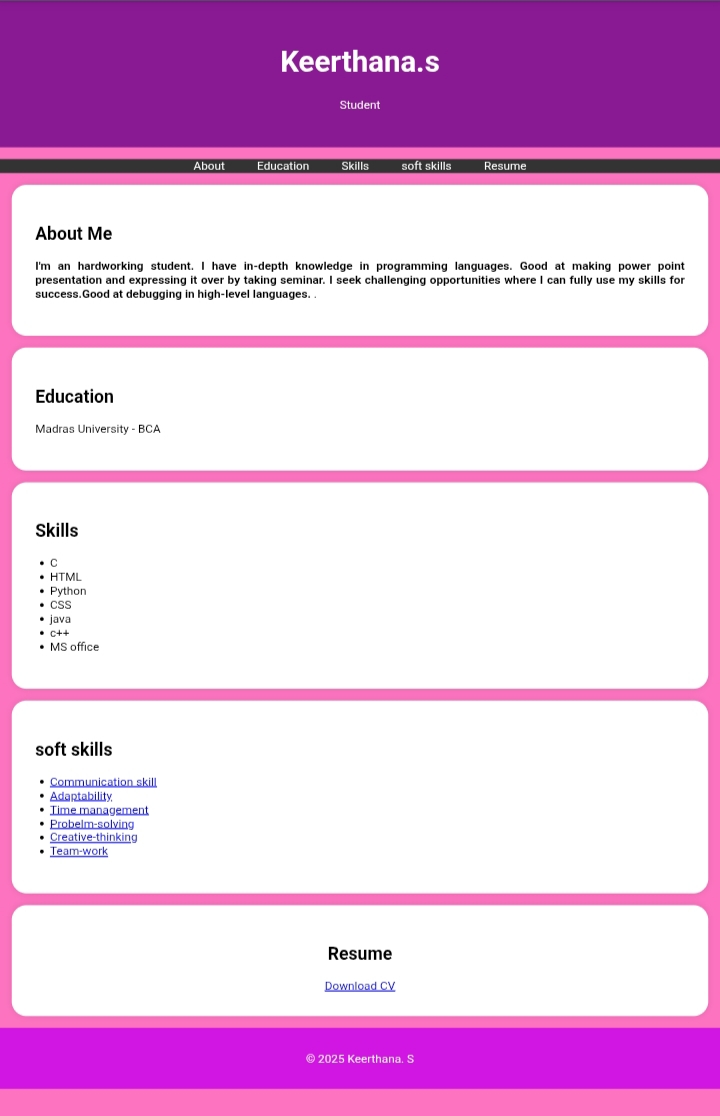 Keerthana.s
Student
About Education Skills soft skills Resume
About Me
I'm an hardworking student. I have in-depth knowledge in programming languages. Good at making power point
presentation and expressing it over by taking seminar. I seek challenging opportunities where I can fully use my skills for
success.Good at debugging in high-level languages. .
Education
Madras University - BCA
Skills
• C
• HTML
• Python
• CSS
• java
• c++
• MS office
soft skills
• Communication skill
• Adaptability
• Time management
• Probelm-solving
• Creative-thinking
• Team-work
Resume
Download CV
© 2025 Keerthana. S